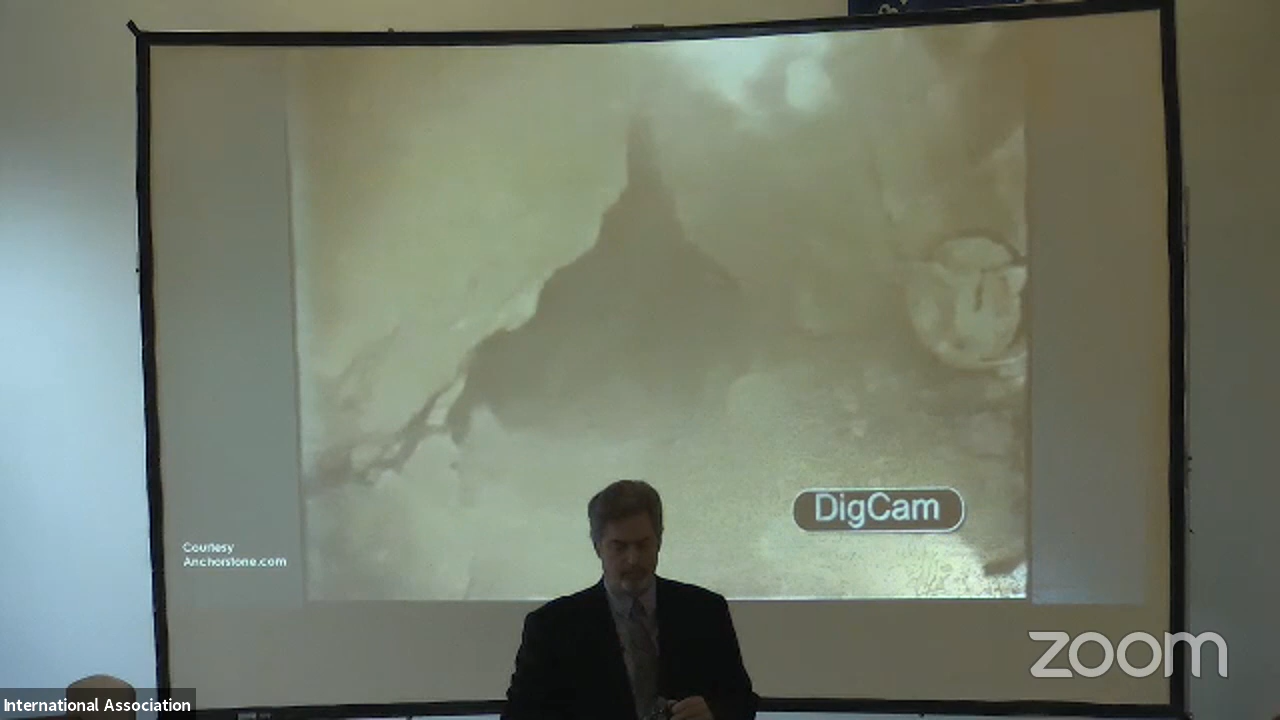 DigCam
Courtesy
Anchorstone.com
zoom
International Association